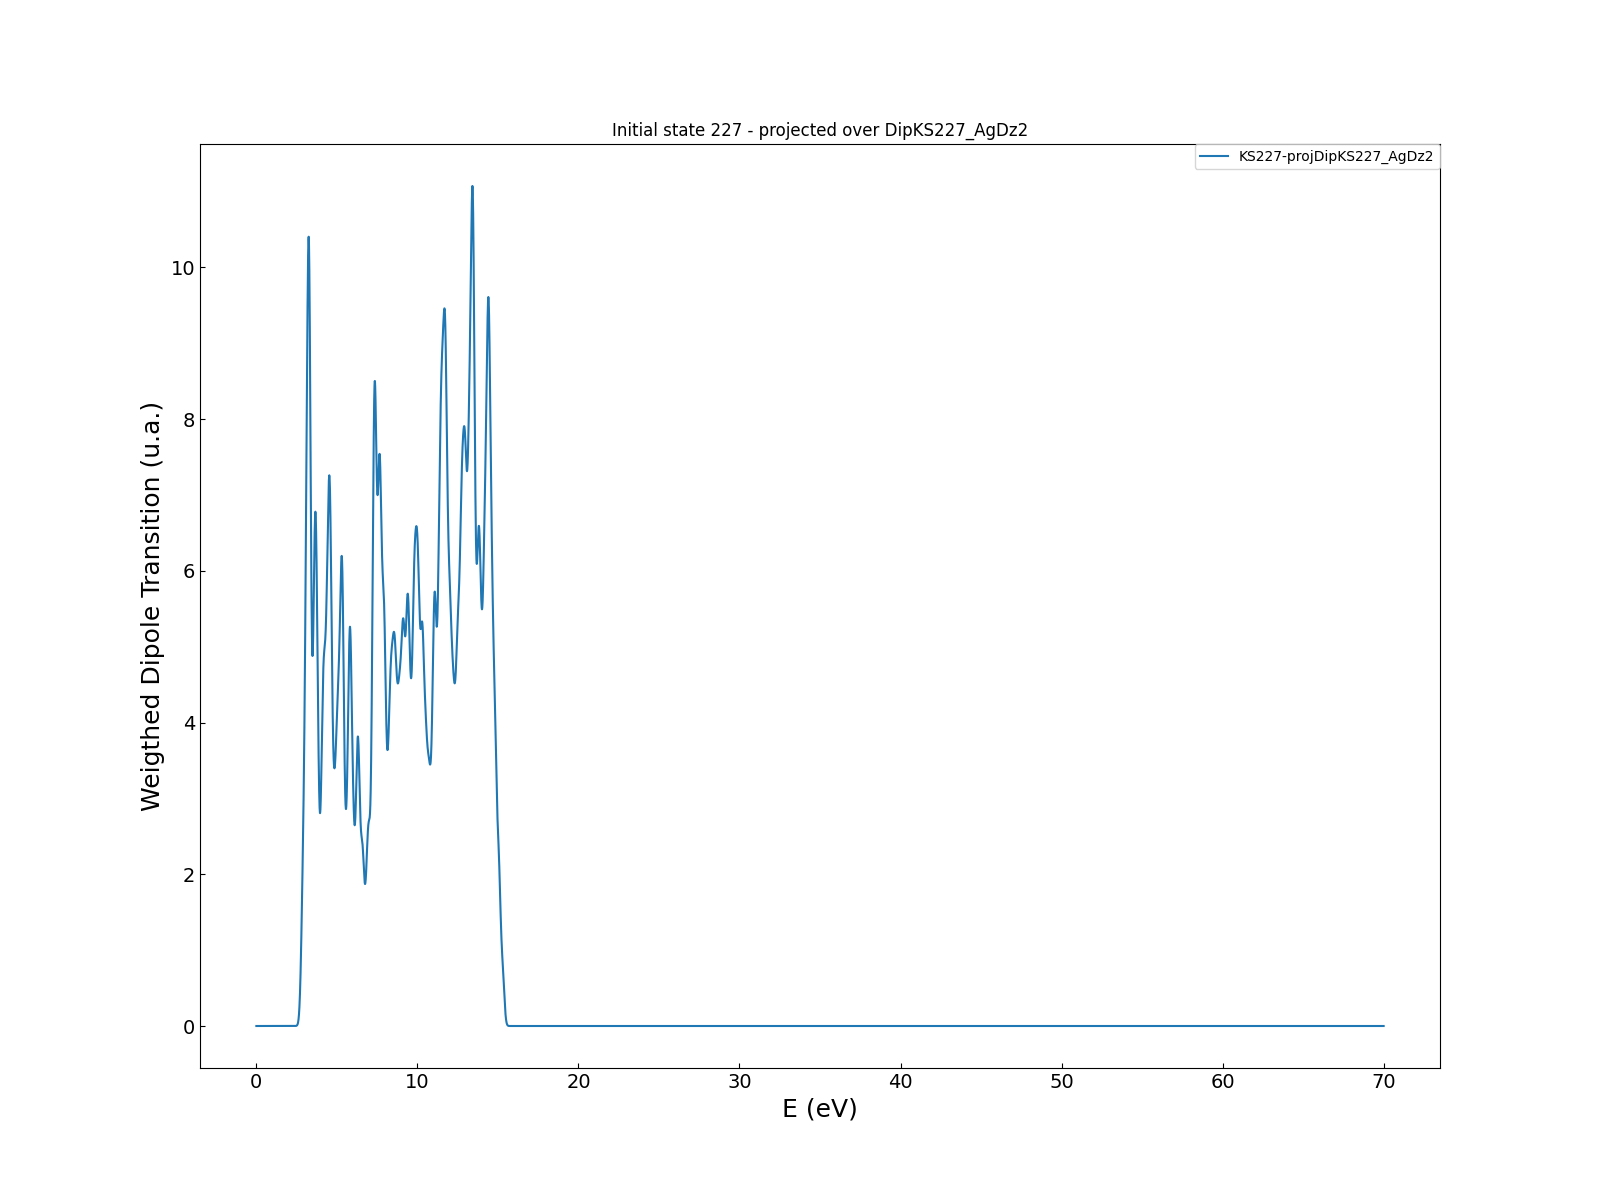 Initial state 227 - projected over DipKS227_AgDz2
KS227-projDipKS227_AgDz2
Weigthed Dipole Transition (u.a.)
10
8
6
4
2
0
0 10 20 30 40 50 60 70
E (eV)